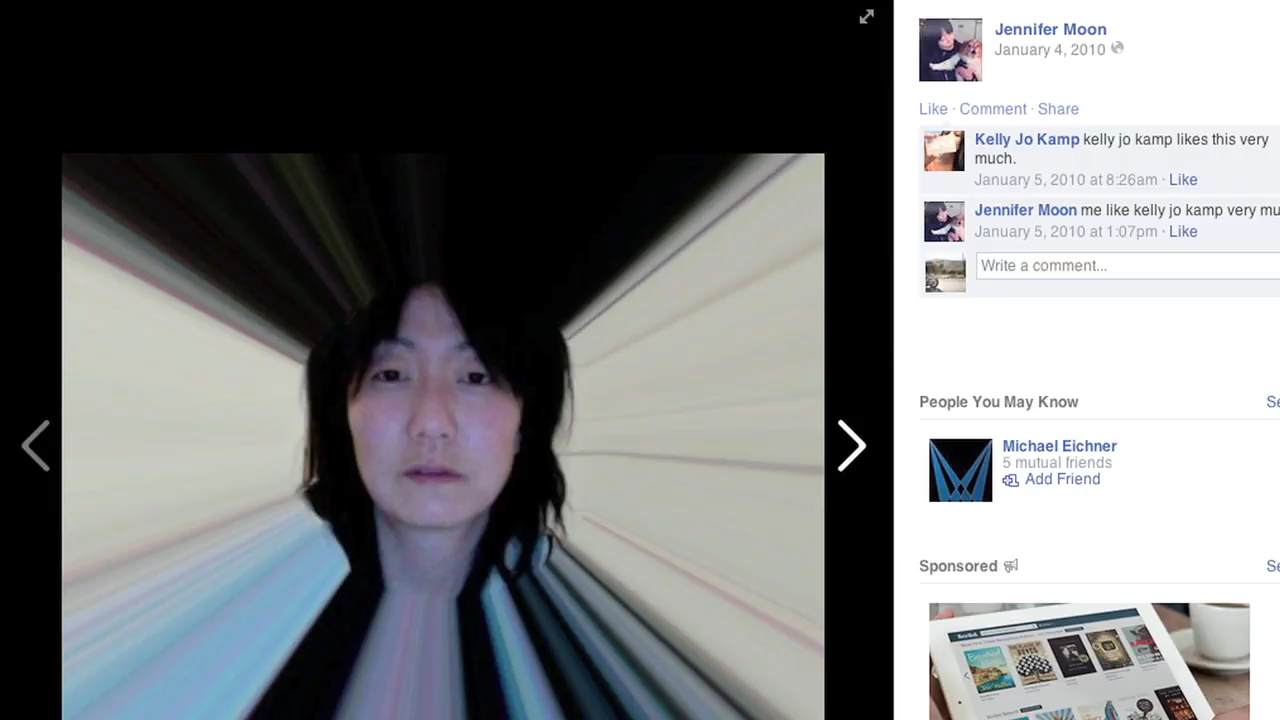 Jennifer Moon
January 4, 2010
Like · Comment · Share
Kelly Jo Kamp kelly jo kamp likes this very
much.
January 5, 2010 at 8:26am · Like
Jennifer Moon me like kelly jo kamp very mu
January 5, 2010 at 1:07pm · Like
Write a comment...
People You May Know
Se
Michael Eichner
5 mutual friends
Add Friend
Sponsored
Se
Scribd.